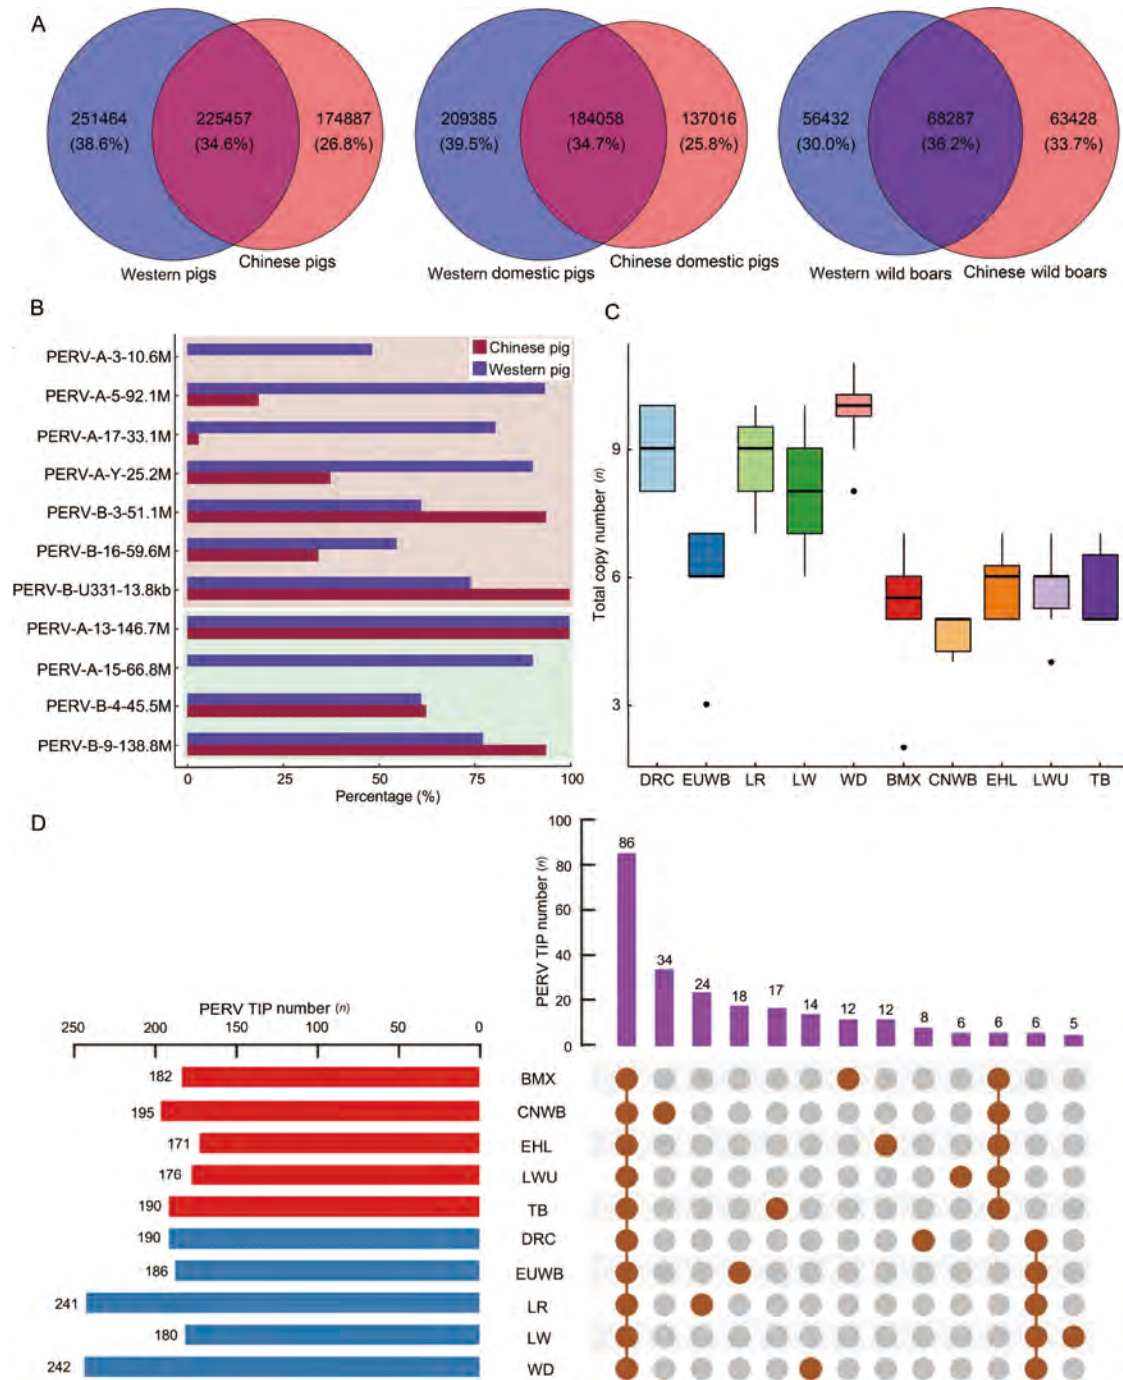 A
251464
(38.6%)
225457
(34.6%)
174887
(26.8%)
Western pigs
Chinese pigs
209385
(39.5%)
184058
(34.7%)
137016
(25.8%)
Western domestic pigs
Chinese domestic pigs
56432
(30.0%)
68287
(36.2%)
63428
(33.7%)
Western wild boars
Chinese wild boars
B
Chinese pig
Western pig
PERV-A-3-10.6M
PERV-A-5-92.1M
PERV-A-17-33.1M
PERV-A-Y-25.2M
PERV-B-3-51.1M
PERV-B-16-59.6M
PERV-B-U331-13.8kb
PERV-A-13-146.7M
PERV-A-15-66.8M
PERV-B-4-45.5M
PERV-B-9-138.8M
0 25 50 75 100
Percentage (%)
C
Total copy number (n)
9
6
3
DRC EUWB LR LW WD BMX CNWB EHL LWU TB
D
PERV TIP number (n)
100
80
60
40
20
0
86 34 24 18 17 14 12 12 8 6 6 6 5
PERV TIP number (n)
250 200 150 100 50 0
182 BMX
195 CNWB
171 EHL
176 LWU
190 TB
190 DRC
186 EUWB
241 LR
180 LW
242 WD